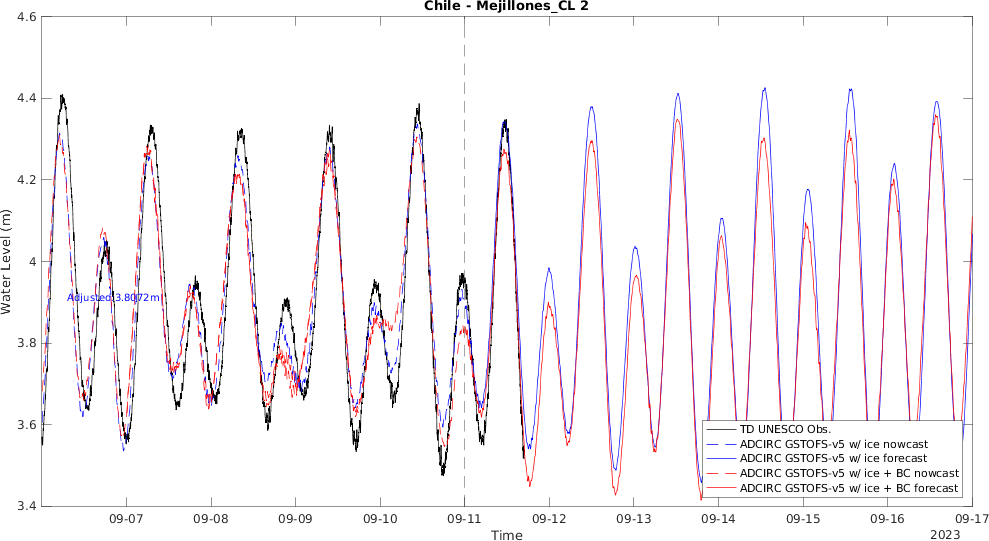 Chile - Mejillones_CL 2
4.6
4.4
4.2
4
3.8
3.6
3.4
Water Level (m)
Adjusted:3.8072m
TD UNESCO Obs.
ADCIRC GSTOFS-v5 w/ ice nowcast
ADCIRC GSTOFS-v5 w/ ice forecast
ADCIRC GSTOFS-v5 w/ ice + BC nowcast
ADCIRC GSTOFS-v5 w/ ice + BC forecast
09-07 09-08 09-09 09-10 09-11 09-12 09-13 09-14 09-15 09-16 09-17
Time
2023